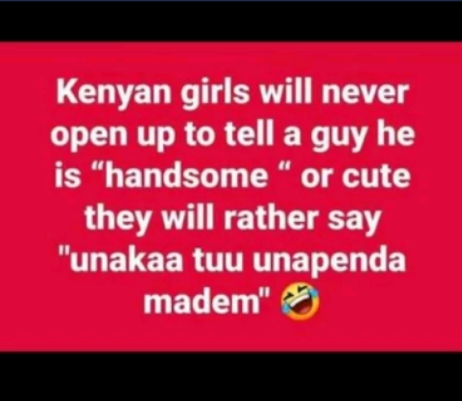 Kenyan girls will never
open up to tell a guy he
is “handsome “ or cute
they will rather say
"unakaa tuu unapenda
madem" 🤣